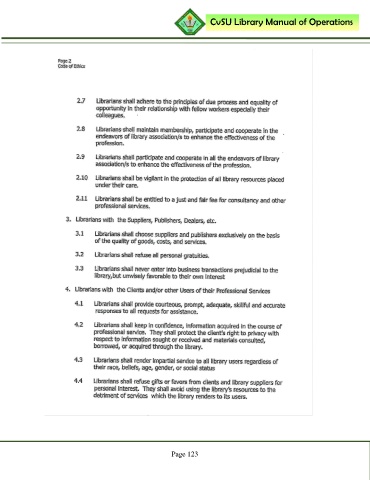 CvSU Library Manual of Operations
Page 2
Code of Ethics
2.7 Librarians shall adhere to the principles of due process and equality of
opportunity in their relationship with fellow workers especially their
colleagues.
2.8 Librarians shall maintain membership, participate and cooperate in the
endeavors of library association/s to enhance the effectiveness of the
profession.
2.9 Librarians shall participate and cooperate in all the endeavors of library
association/s to enhance the effectiveness of the profession.
2.10 Librarians shall be vigilant in the protection of all library resources placed
under their care.
2.11 Librarians shall be entitled to a just and fair fee for consultancy and other
professional services.
3. Librarians with the Suppliers, Publishers, Dealers, etc.
3.1 Librarians shall choose suppliers and publishers exclusively on the basis
of the quality of goods, costs, and services.
3.2 Librarians shall refuse all personal gratuities.
3.3 Librarians shall never enter into business transactions prejudicial to the
library,but unwisely favorable to their own interest
4. Librarians with the Clients and/or other Users of their Professional Services
4.1 Librarians shall provide courteous, prompt, adequate, skillful and accurate
responses to all requests for assistance.
4.2 Librarians shall keep in confidence, information acquired in the course of
professional service. They shall protect the client's right to privacy with
respect to information sought or received and materials consulted,
borrowed, or acquired through the library.
4.3 Librarians shall render impartial service to all library users regardless of
their race, beliefs, age, gender, or social status
4.4 Librarians shall refuse gifts or favors from clients and library suppliers for
personal interest. They shall avoid using the library's resources to the
detriment of services which the library renders to its users.
Page 123